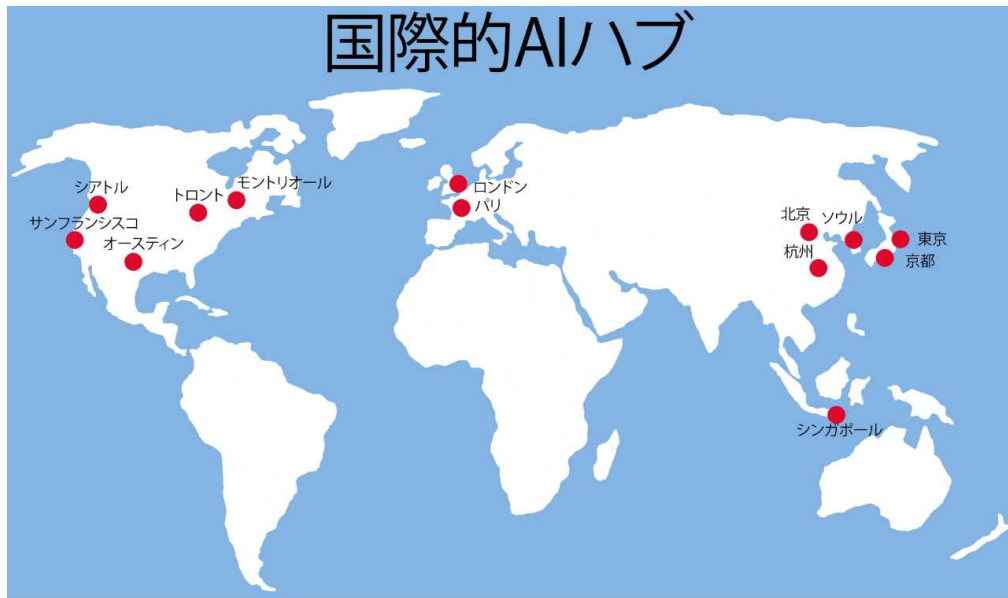 国際的AIハブ
シアトル
トロント
モントリオール
サンフランシスコ
オースティン
ロンドン
パリ
北京
ソウル
杭州
東京
京都
シンガポール